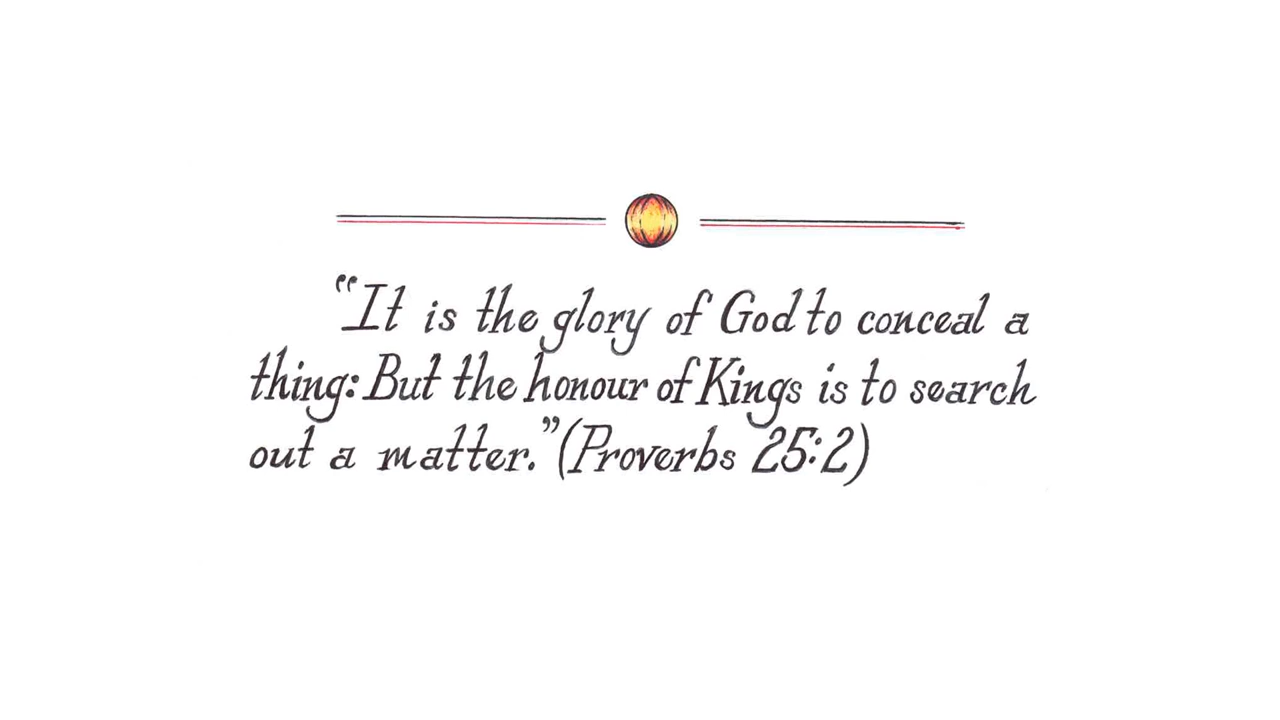 “It is the glory of God to conceal a
thing: But the honour of Kings is to search
out a matter.” (Proverbs 25:2)